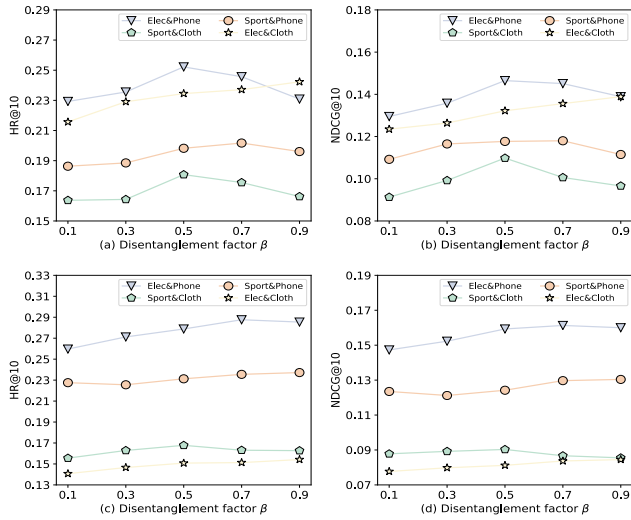 0.29
0.27
0.25
0.23
0.21
0.19
0.17
0.15
HR@10
Elec&Phone
Sport&Cloth
Sport&Phone
Elec&Cloth
0.1 0.3 0.5 0.7 0.9
(a) Disentanglement factor β
0.18
0.16
0.14
0.12
0.10
0.08
NDCG@10
Elec&Phone
Sport&Cloth
Sport&Phone
Elec&Cloth
0.1 0.3 0.5 0.7 0.9
(b) Disentanglement factor β
0.33
0.31
0.29
0.27
0.25
0.23
0.21
0.19
0.17
0.15
0.13
HR@10
Elec&Phone
Sport&Cloth
Sport&Phone
Elec&Cloth
0.1 0.3 0.5 0.7 0.9
(c) Disentanglement factor β
0.19
0.17
0.15
0.13
0.11
0.09
0.07
NDCG@10
Elec&Phone
Sport&Cloth
Sport&Phone
Elec&Cloth
0.1 0.3 0.5 0.7 0.9
(d) Disentanglement factor β